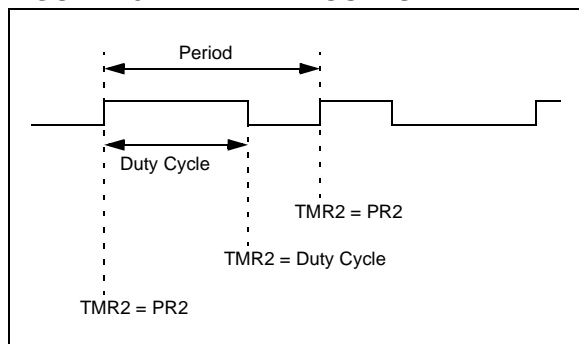 Period
Duty Cycle
TMR2 = PR2
TMR2 = Duty Cycle
TMR2 = PR2